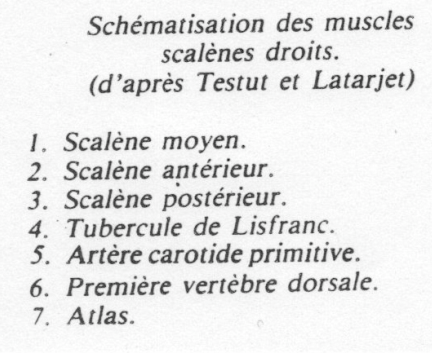 Schématisation des muscles
scalènes droits.
(d'après Testut et Latarjet)
1. Scalène moyen.
2. Scalène antérieur.
3. Scalène postérieur.
4. Tubercule de Lisfranc.
5. Artère carotide primitive.
6. Première vertèbre dorsale.
7. Atlas.